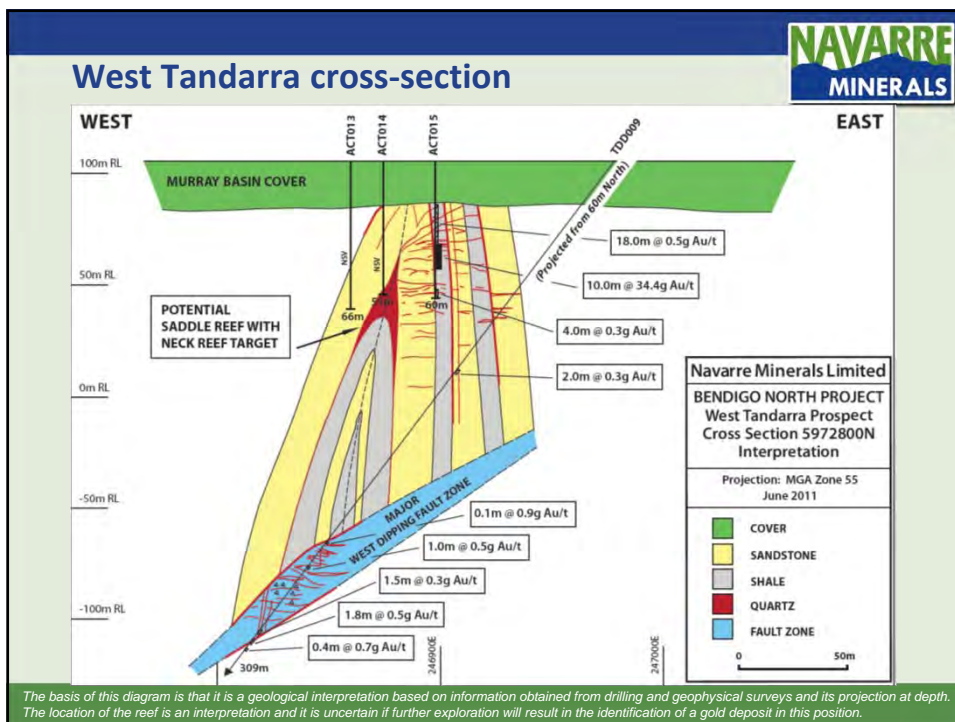 NAVARRE
MINERALS
West Tandarra cross-section
WEST
EAST
ACT013
ACT014
ACT015
TDD009
(Projected from 60m North)
100m RL
MURRAY BASIN COVER
NSV
NSV
18.0m @ 0.5g Au/t
50m RL
10.0m @ 34.4g Au/t
66m
60m
POTENTIAL
SADDLE REEF WITH
NECK REEF TARGET
4.0m @ 0.3g Au/t
2.0m @ 0.3g Au/t
0m RL
Navarre Minerals Limited
BENDIGO NORTH PROJECT
West Tandarra Prospect
Cross Section 5972800N
Interpretation
Projection: MGA Zone 55
June 2011
COVER
SANDSTONE
SHALE
QUARTZ
FAULT ZONE
0
50m
-50m RL
MAJOR
WEST DIPPING FAULT ZONE
0.1m @ 0.9g Au/t
1.0m @ 0.5g Au/t
1.5m @ 0.3g Au/t
-100m RL
1.8m @ 0.5g Au/t
0.4m @ 0.7g Au/t
309m
246900E
247000E
The basis of this diagram is that it is a geological interpretation based on information obtained from drilling and geophysical surveys and its projection at depth.
The location of the reef is an interpretation and it is uncertain if further exploration will result in the identification of a gold deposit in this position.